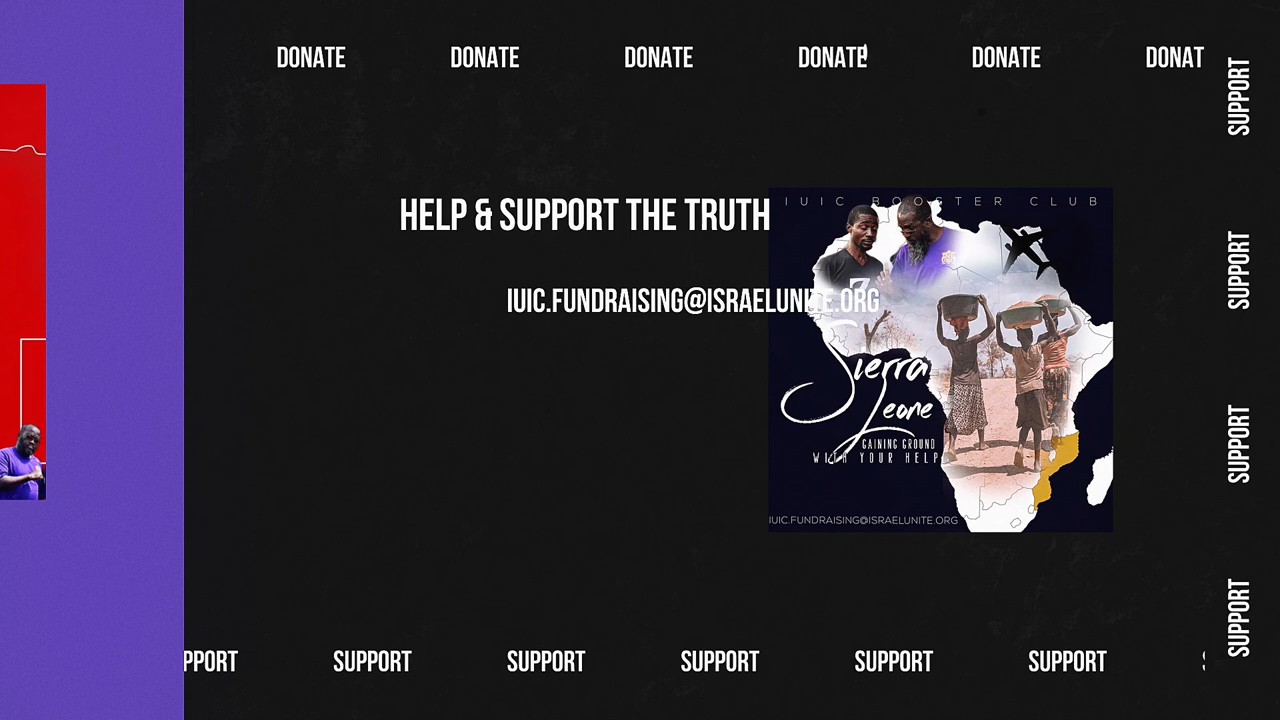 DONATE DONATE DONATE DONATE DONATE DONAT
HELP & SUPPORT THE TRUTH
IUIC.FUNDRAISING@ISRAELUNITE.ORG
IUIC BOOSTER CLUB
7
Sierra
Leone
GAINING GROUND
WITH YOUR HELP
IUIC.FUNDRAISING@ISRAELUNITE.ORG
PPORT SUPPORT SUPPORT SUPPORT SUPPORT SUPPORT
SUPPORT
SUPPORT
SUPPORT
SUPPORT